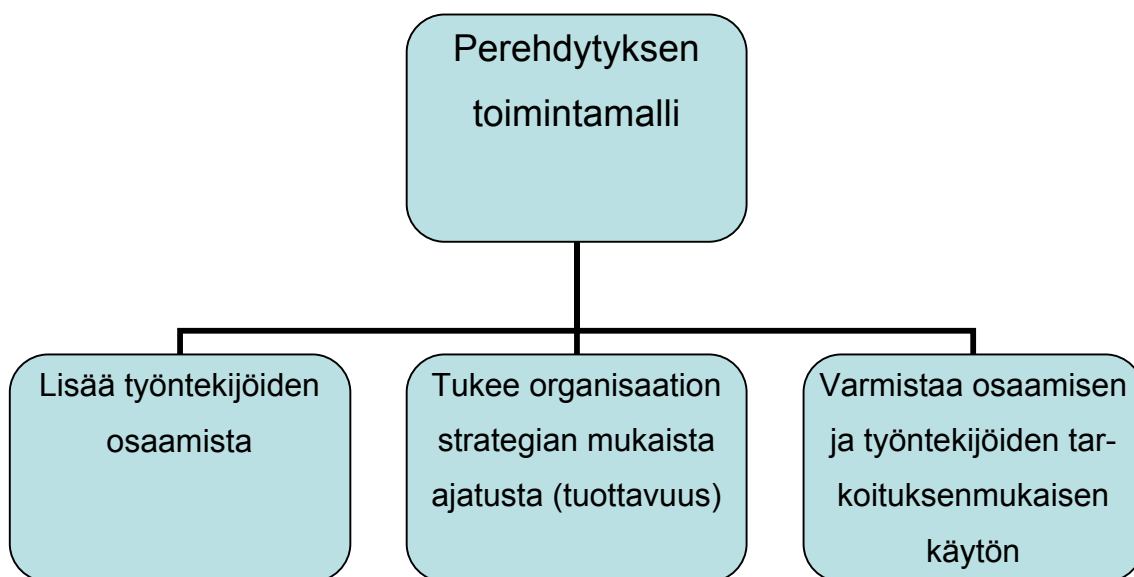 Perehdytyksen
toimintamalli
Lisää työntekijöiden
osaamista
Tukee organisaation
strategian mukaista
ajatusta (tuottavuus)
Varmistaa osaamisen
ja työntekijöiden tar-
koituksenmukaisen
käytön